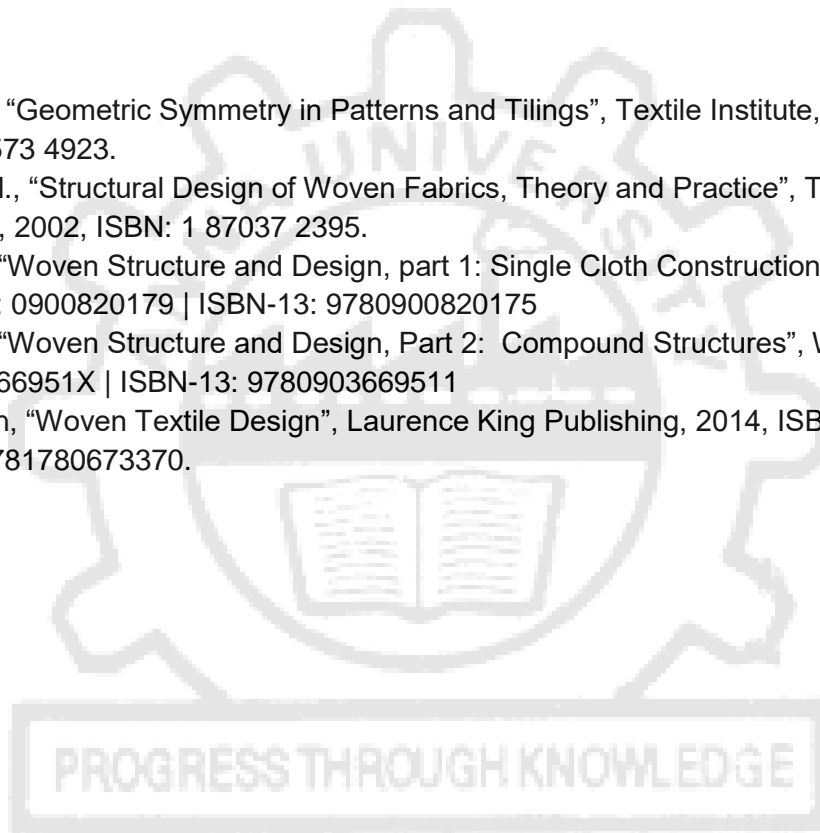 “Geometric Symmetry in Patterns and Tilings”, Textile Institute,
573 4923.
“Structural Design of Woven Fabrics, Theory and Practice”, T
, 2002, ISBN: 1 87037 2395.
“Woven Structure and Design, part 1: Single Cloth Construction
: 0900820179 | ISBN-13: 9780900820175
“Woven Structure and Design, Part 2:  Compound Structures”, W
66951X | ISBN-13: 9780903669511
n, “Woven Textile Design”, Laurence King Publishing, 2014, ISB
781780673370.
UNIVERSITY
PROGRESS THROUGH KNOWLEDGE